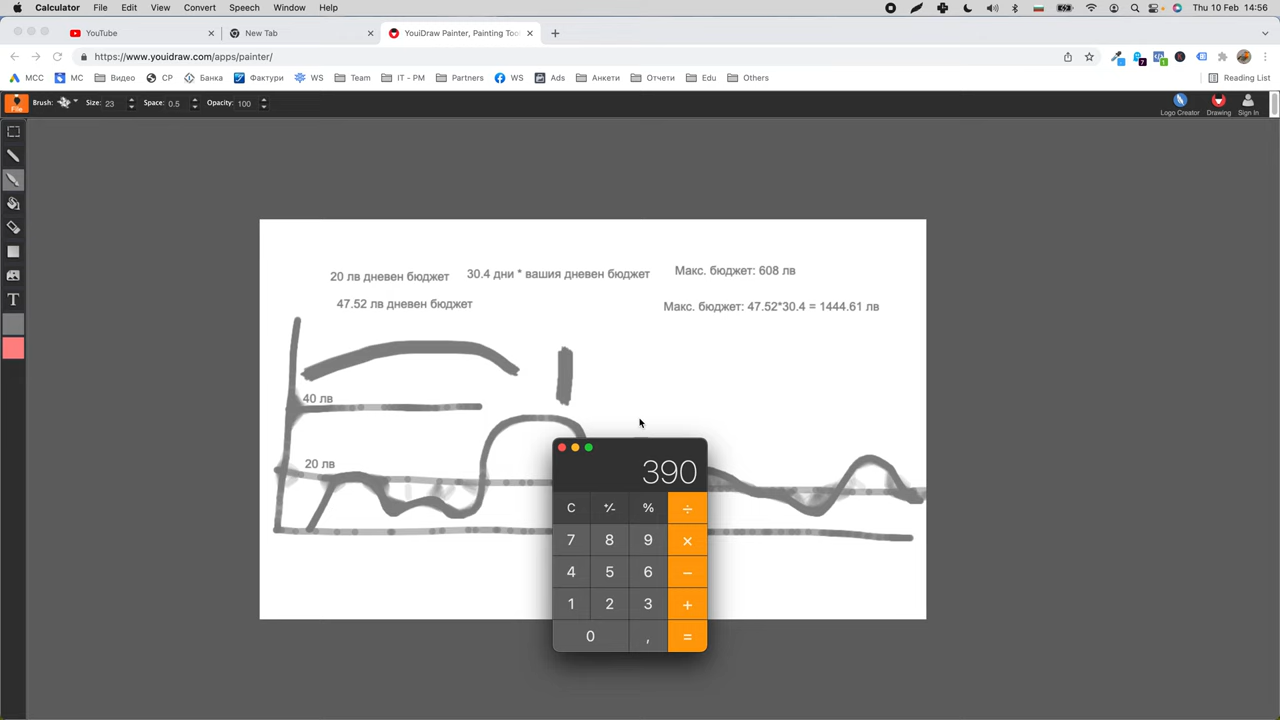 Calculator File Edit View Convert Speech Window Help Thu 10 Feb 14:56
YouTube New Tab YouiDraw Painter, Painting Too
https://www.youidraw.com/apps/painter/
МСС МС Видео СР Банка Фактури WS Team IT - PM Partners WS Ads Анкети Отчети Edu Others Reading List
File Brush: Size: 23 Space: 0.5 Opacity: 100 Logo Creator Drawing Sign In
20 лв дневен бюджет 30.4 дни * вашия дневен бюджет Макс. бюджет: 608 лв
47.52 лв дневен бюджет Макс. бюджет: 47.52*30.4 = 1444.61 лв
40 лв
20 лв
390
C +/- % ÷
7 8 9 ×
4 5 6 −
1 2 3 +
0 , =
T